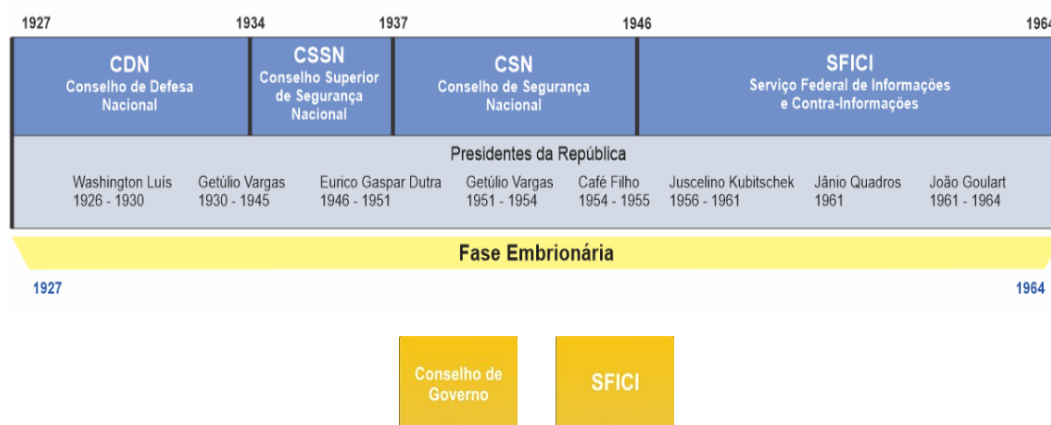 1927 1934 1937 1946 1964
CDN
Conselho de Defesa
Nacional
CSSN
Conselho Superior
de Segurança
Nacional
CSN
Conselho de Segurança
Nacional
SFICI
Serviço Federal de Informações
e Contra-Informações
Presidentes da República
Washington Luís
1926 - 1930
Getúlio Vargas
1930 - 1945
Eurico Gaspar Dutra
1946 - 1951
Getúlio Vargas
1951 - 1954
Café Filho
1954 - 1955
Juscelino Kubitschek
1956 - 1961
Jânio Quadros
1961
João Goulart
1961 - 1964
Fase Embrionária
1927 1964
Conselho de
Governo
SFICI